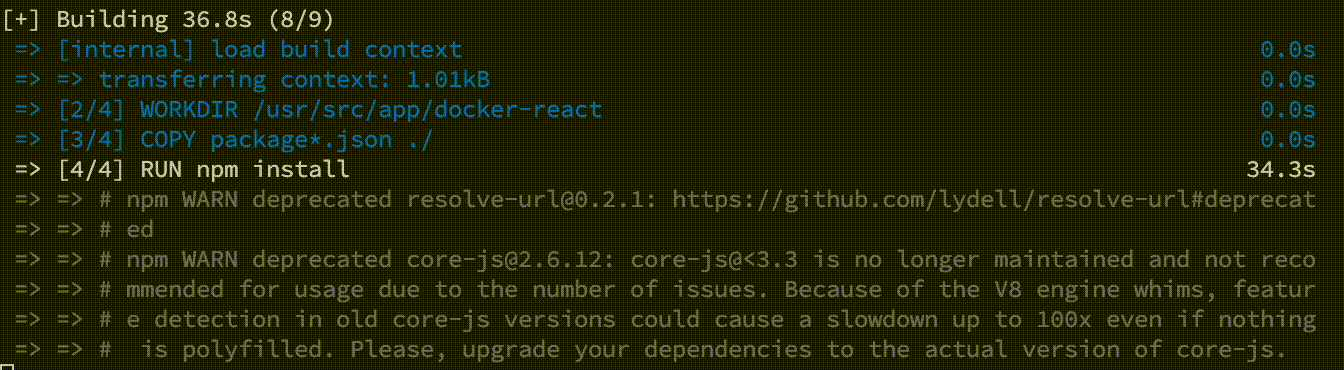 [+] Building 36.8s (8/9)
=> [internal] load build context 0.0s
=> => transferring context: 1.01kB 0.0s
=> [2/4] WORKDIR /usr/src/app/docker-react 0.0s
=> [3/4] COPY package*.json ./ 0.0s
=> [4/4] RUN npm install 34.3s
=> => # npm WARN deprecated resolve-url@0.2.1: https://github.com/lydell/resolve-url#deprecat
=> => # ed
=> => # npm WARN deprecated core-js@2.6.12: core-js@<3.3 is no longer maintained and not reco
=> => # mmended for usage due to the number of issues. Because of the V8 engine whims, featur
=> => # e detection in old core-js versions could cause a slowdown up to 100x even if nothing
=> => #  is polyfilled. Please, upgrade your dependencies to the actual version of core-js.